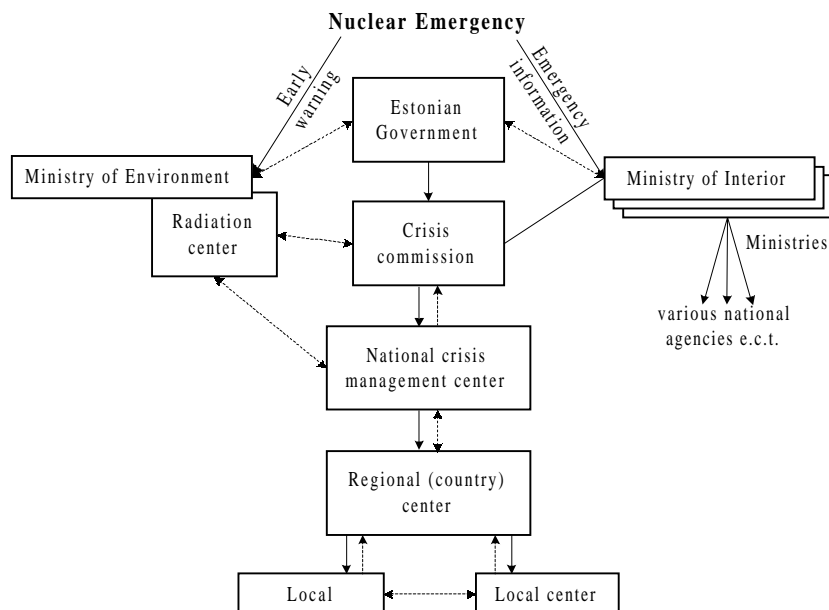 Nuclear Emergency
Early
warning
Emergency
information
Estonian
Government
Ministry of Environment
Ministry of Interior
Radiation
center
Crisis
commission
Ministries
various national
agencies e.c.t.
National crisis
management center
Regional (country)
center
Local
Local center